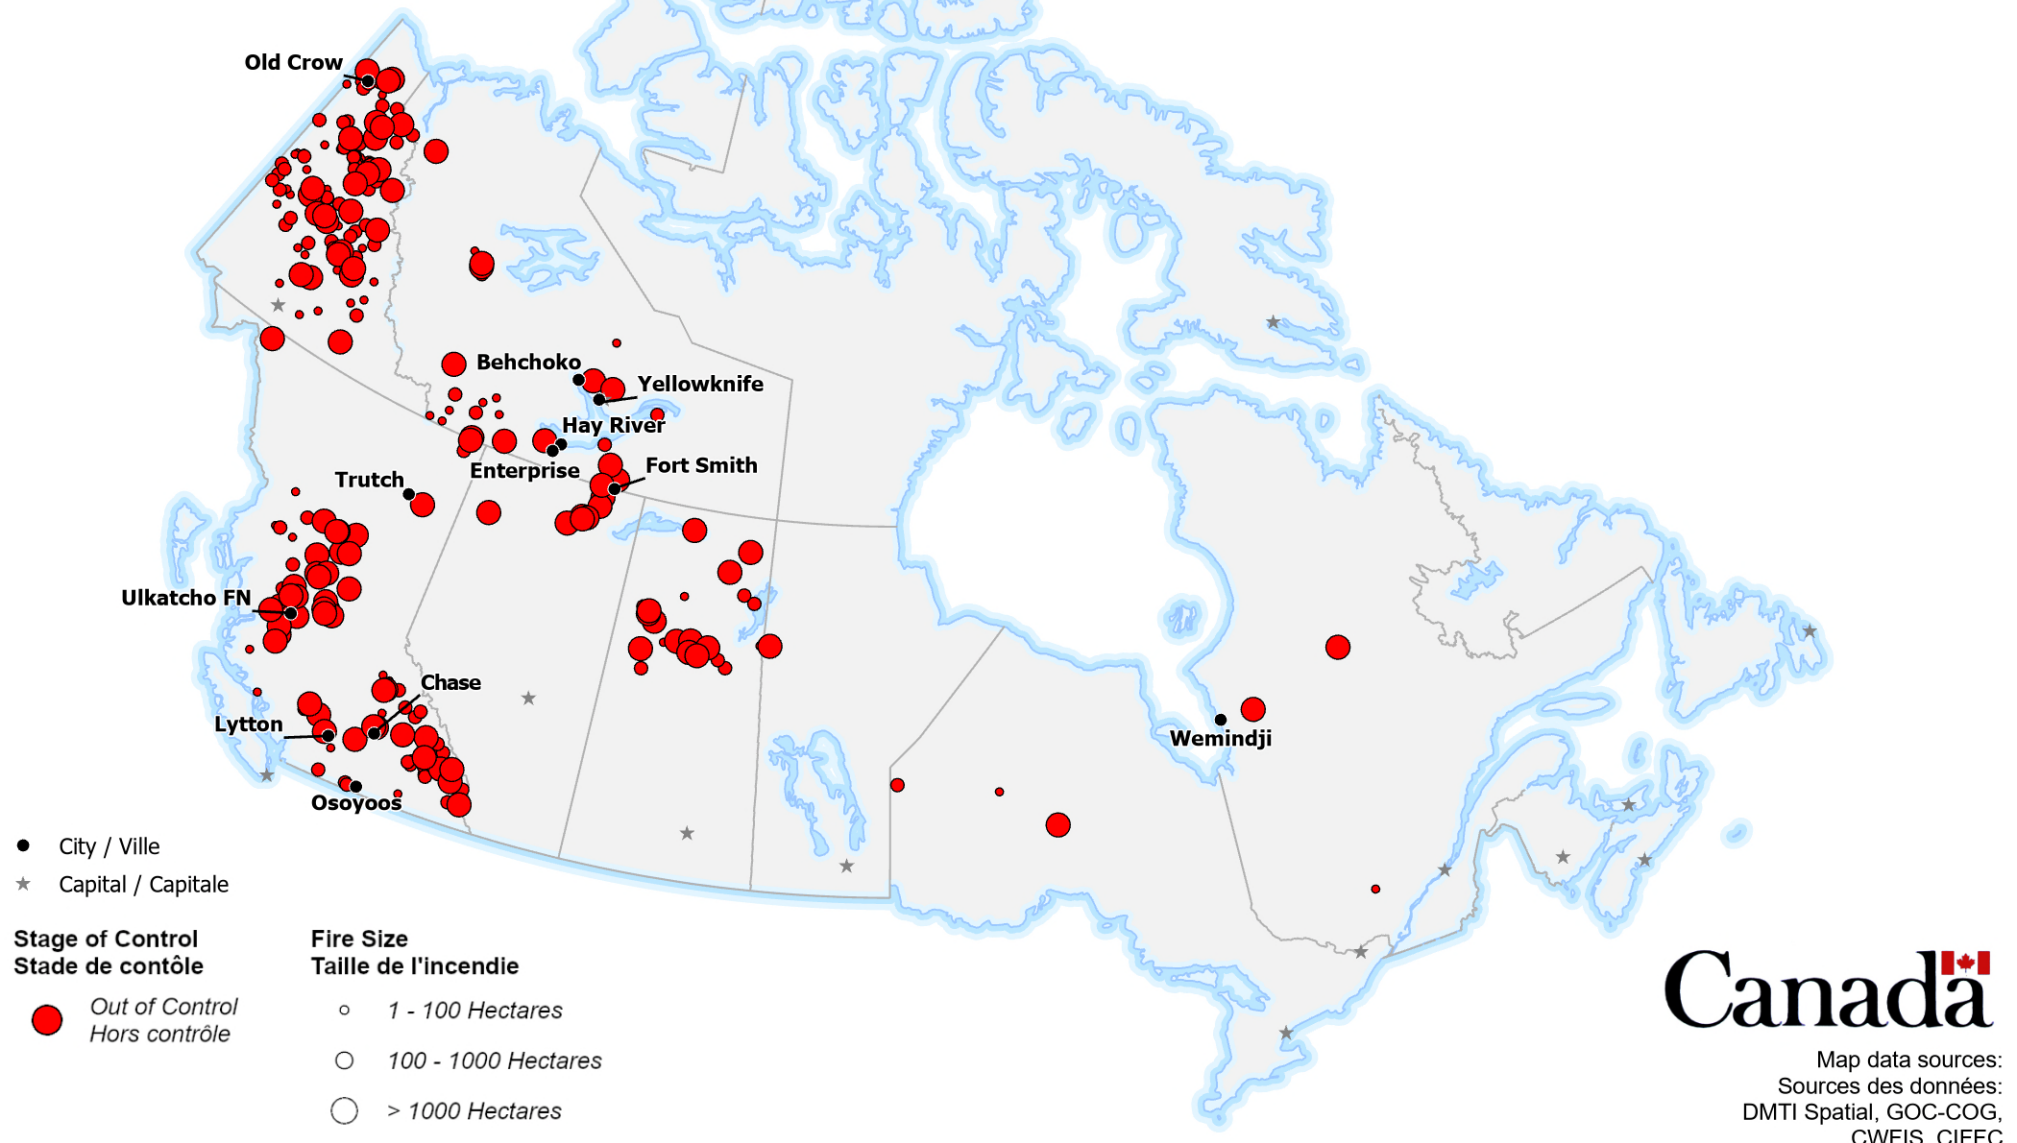 Old Crow
Behchoko
Yellowknife
Hay River
Enterprise
Fort Smith
Trutch
Ulkatcho FN
Chase
Lytton
Osoyoos
Wemindji
City / Ville
Capital / Capitale
Stage of Control
Stade de contôle
Out of Control
Hors contrôle
Fire Size
Taille de l'incendie
1 - 100 Hectares
100 - 1000 Hectares
> 1000 Hectares
Canada
Map data sources:
Sources des données:
DMTI Spatial, GOC-COG,
CWFIS, CIFFC